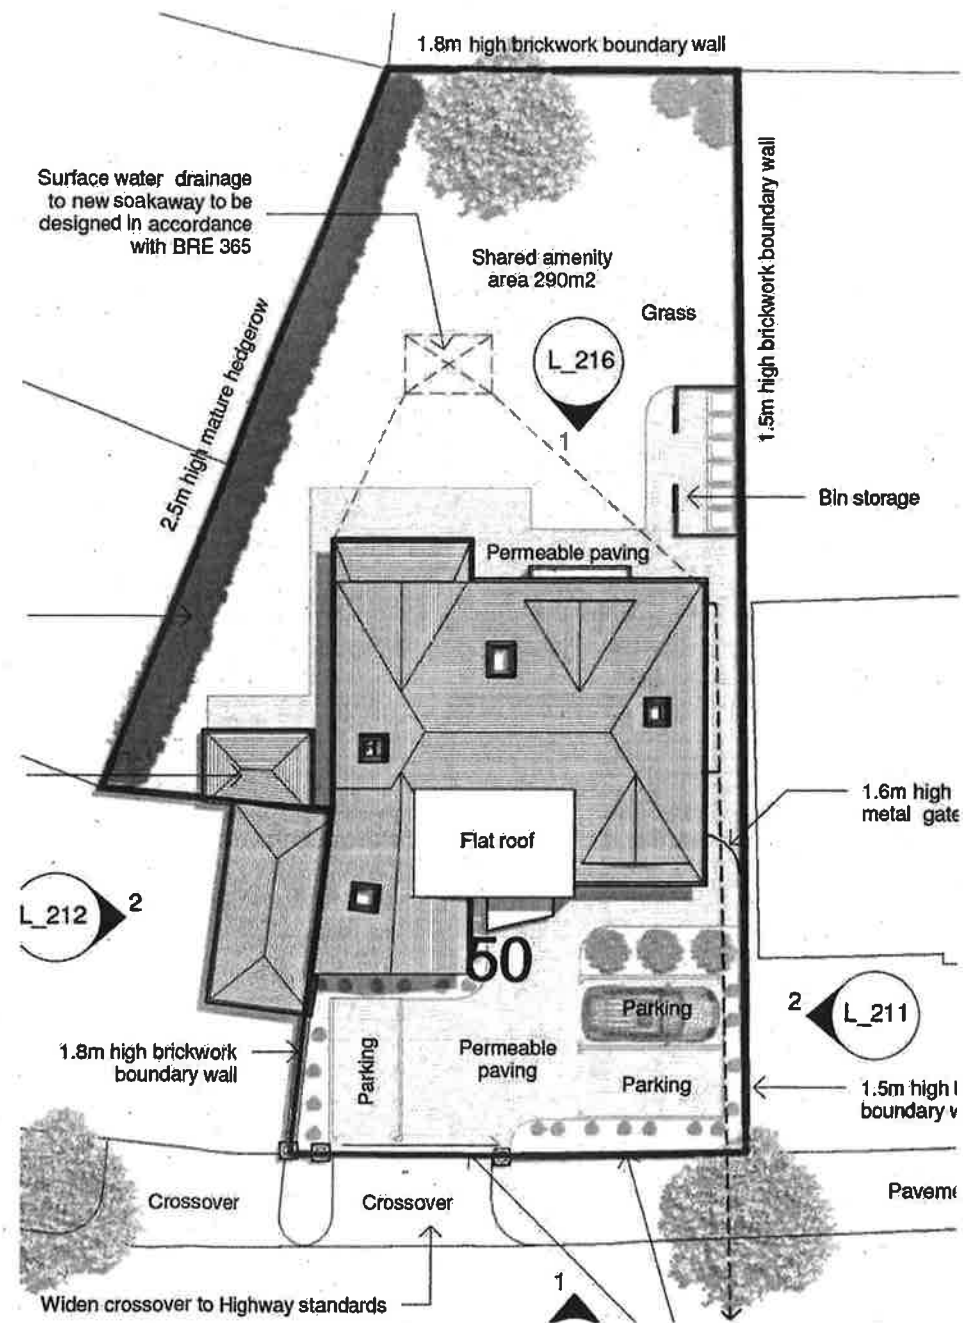 1.8m high brickwork boundary wall
Surface water drainage
to new soakaway to be
designed in accordance
with BRE 365
Shared amenity
area 290m2
Grass
1.5m high brickwork boundary wall
L_216
1
2.5m high mature hedgerow
Bin storage
Permeable paving
1.6m high
metal gate
Flat roof
L_212
2
50
Parking
2
L_211
1.8m high brickwork
boundary wall
Parking
Permeable
paving
Parking
1.5m high
boundary
Crossover
Crossover
Widen crossover to Highway standards
1